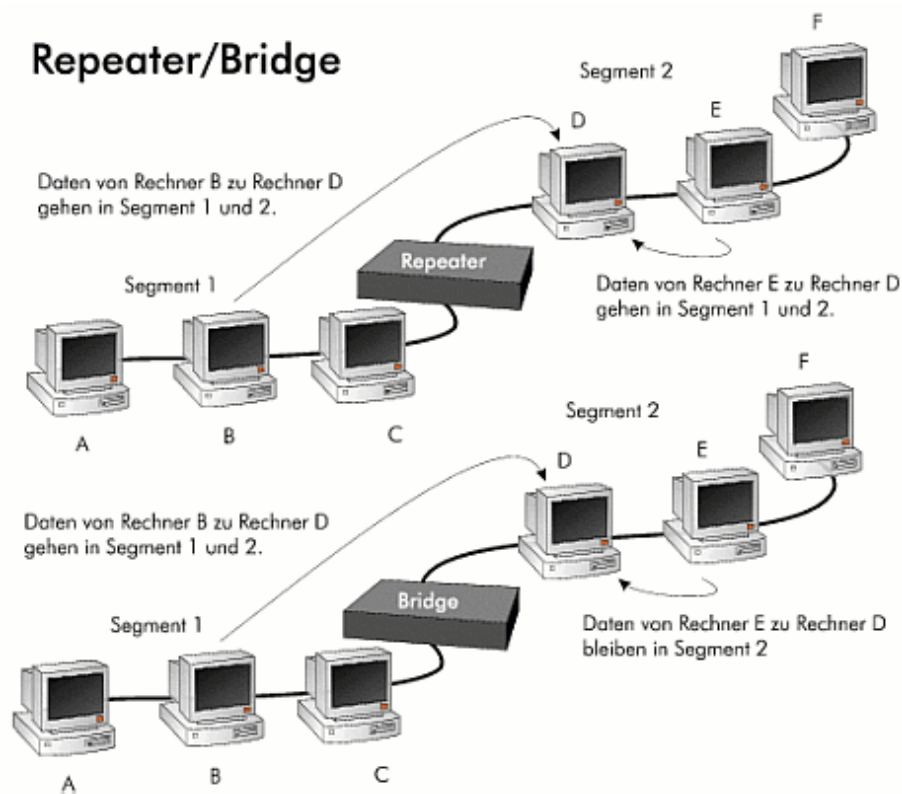 Repeater/Bridge
F
Segment 2
E
D
Daten von Rechner B zu Rechner D
gehen in Segment 1 und 2.
Repeater
Segment 1
Daten von Rechner E zu Rechner D
gehen in Segment 1 und 2.
A
B
C
F
Segment 2
E
D
Daten von Rechner B zu Rechner D
gehen in Segment 1 und 2.
Bridge
Segment 1
Daten von Rechner E zu Rechner D
bleiben in Segment 2
A
B
C